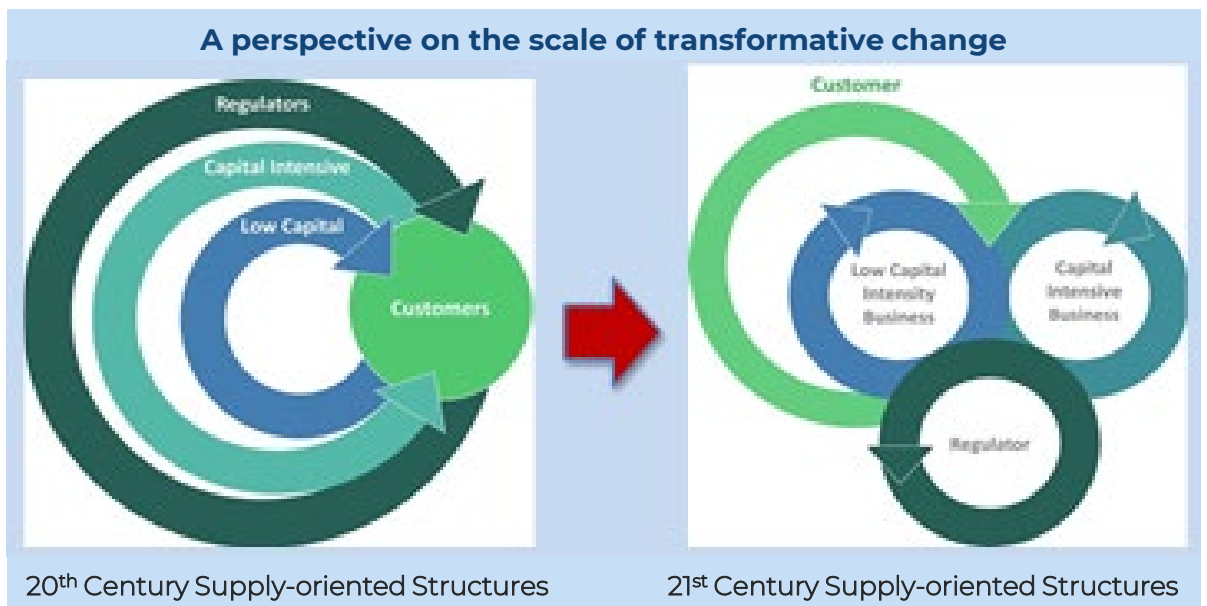 A perspective on the scale of transformative change
Regulators
Capital Intensive
Low Capital
Customers
Customer
Low Capital
Intensity
Business
Capital
Intensive
Business
Regulator
20th Century Supply-oriented Structures
21st Century Supply-oriented Structures